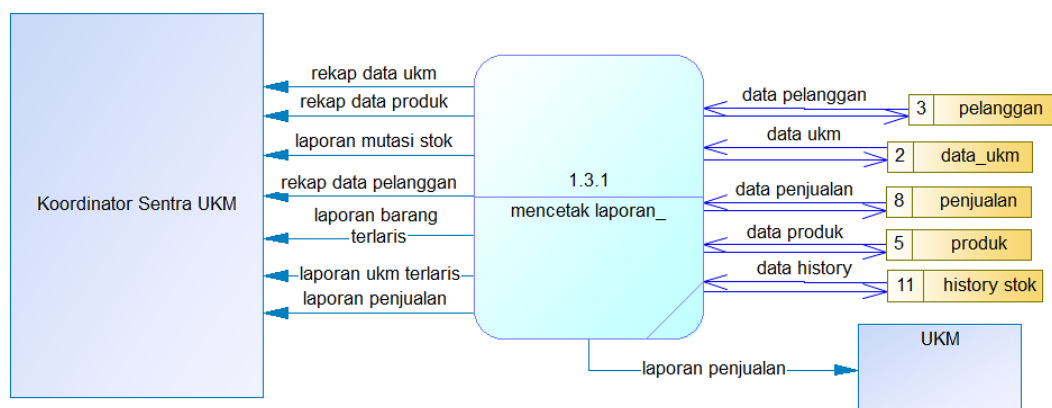 Koordinator Sentra UKM
rekap data ukm
rekap data produk
laporan mutasi stok
rekap data pelanggan
laporan barang
terlaris
laporan ukm terlaris
laporan penjualan
1.3.1
mencetak laporan_
data pelanggan
3 pelanggan
data ukm
2 data_ukm
data penjualan
8 penjualan
data produk
5 produk
data history
11 history stok
laporan penjualan
UKM